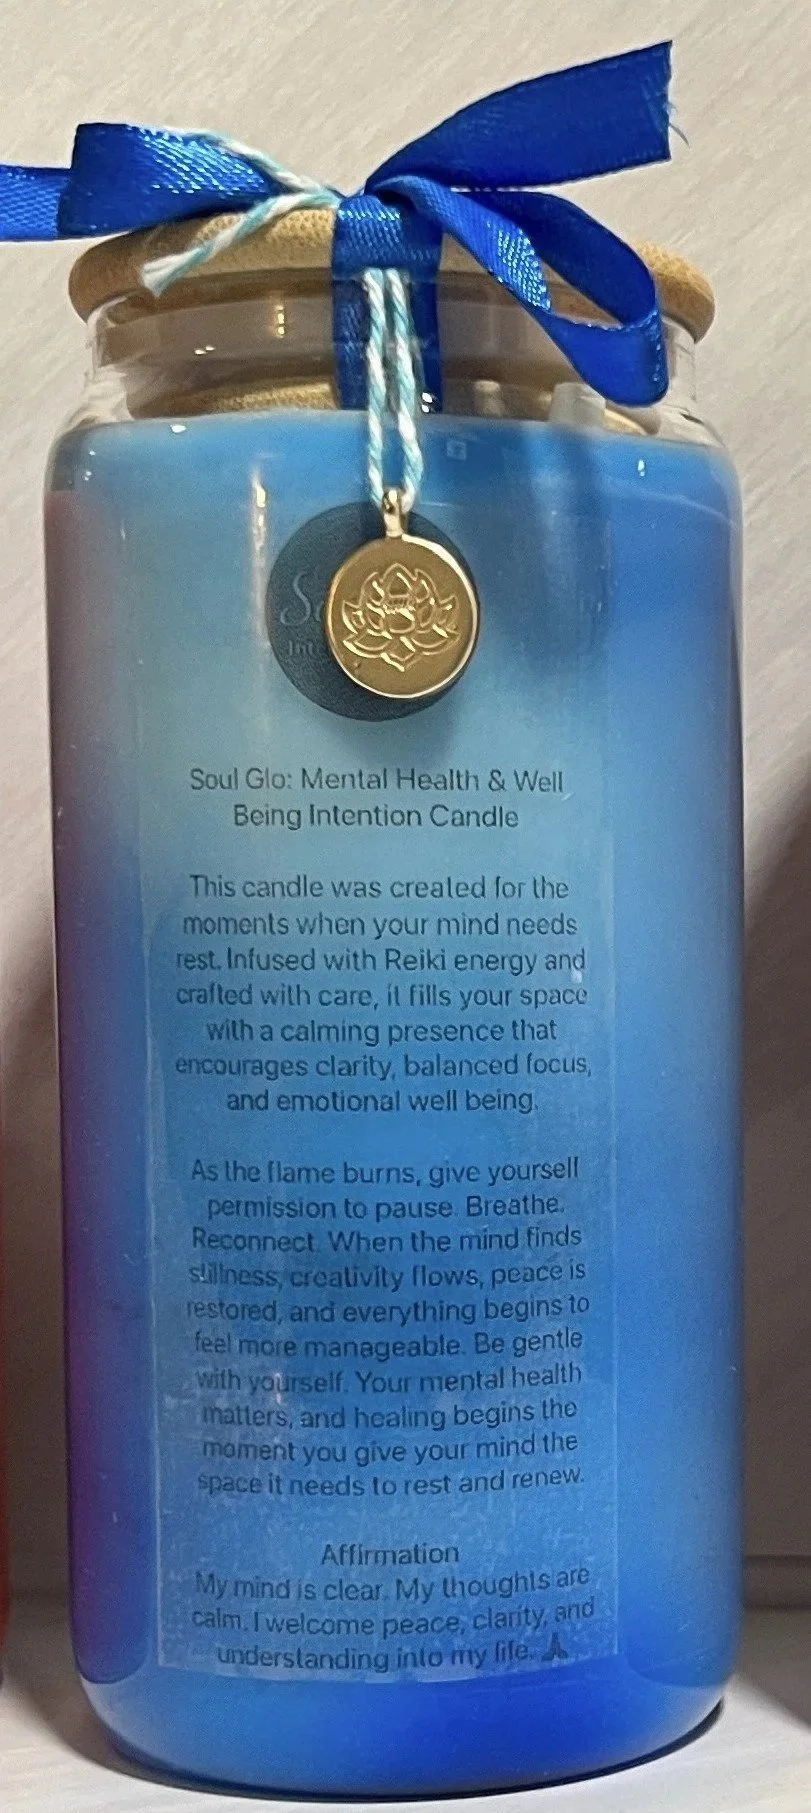 Soul Glo: Mental Health & Well
Being Intention Candle
This candle was created for the
moments when your mind needs
rest. Infused with Reiki energy and
crafted with care, it fills your space
with a calming presence that
encourages clarity, balanced focus,
and emotional well being.
As the flame burns, give yourself
permission to pause. Breathe.
Reconnect. When the mind finds
stillness, creativity flows, peace is
restored, and everything begins to
feel more manageable. Be gentle
with yourself. Your mental health
matters, and healing begins the
moment you give your mind the
space it needs to rest and renew.
Affirmation
My mind is clear. My thoughts are
calm. I welcome peace, clarity, and
understanding into my life. 🙏